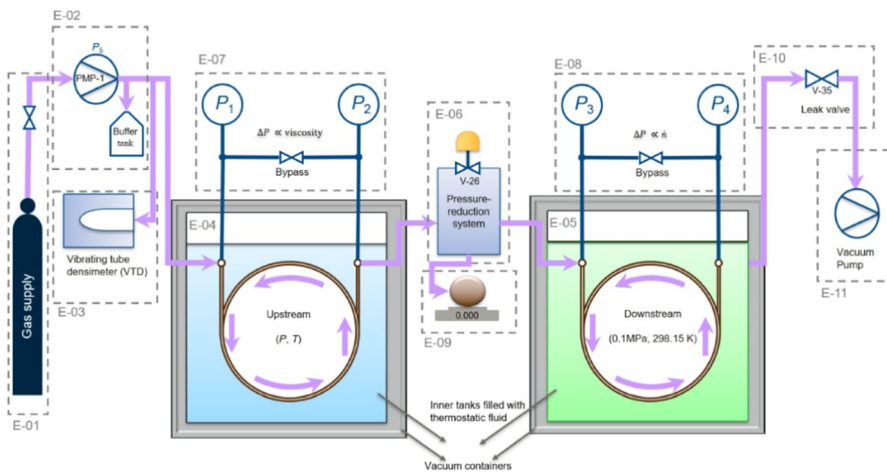 E-02
P5
PMP-1
Buffer
tank
Vibrating tube
densimeter (VTD)
E-03
Gas supply
E-01
E-07
P1
P2
ΔP ∝ viscosity
Bypass
E-04
Upstream
(P, T)
E-06
V-26
Pressure-
reduction
system
0.000
E-09
E-08
P3
P4
ΔP ∝ ṅ
Bypass
E-05
Downstream
(0.1MPa, 298.15 K)
E-10
V-35
Leak valve
Vacuum
Pump
E-11
Inner tanks filled with
thermostatic fluid
Vacuum containers